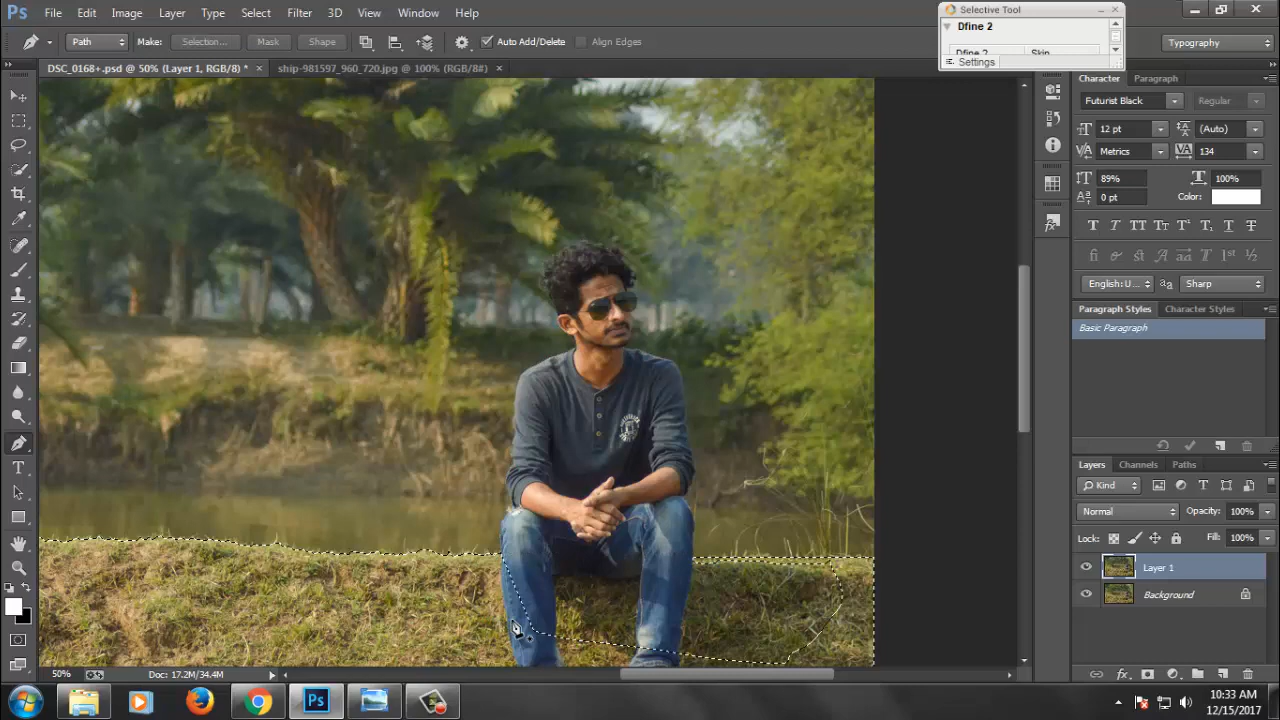 Ps File Edit Image Layer Type Select Filter 3D View Window Help
Selective Tool
Dfine 2
Dfine 2 Skin
Settings
Path Make: Selection... Mask Shape Auto Add/Delete Align Edges Typography
DSC_0168+.psd @ 50% (Layer 1, RGB/8) * × ship-981597_960_720.jpg @ 100% (RGB/8#) ×
Character Paragraph
Futurist Black Regular
12 pt (Auto)
Metrics 134
89% 100%
0 pt Color:
English: U... Sharp
Paragraph Styles Character Styles
Basic Paragraph
Layers Channels Paths
Kind
Normal Opacity: 100%
Lock: Fill: 100%
Layer 1
Background
50% Doc: 17.2M/34.4M
Ps
10:33 AM
12/15/2017